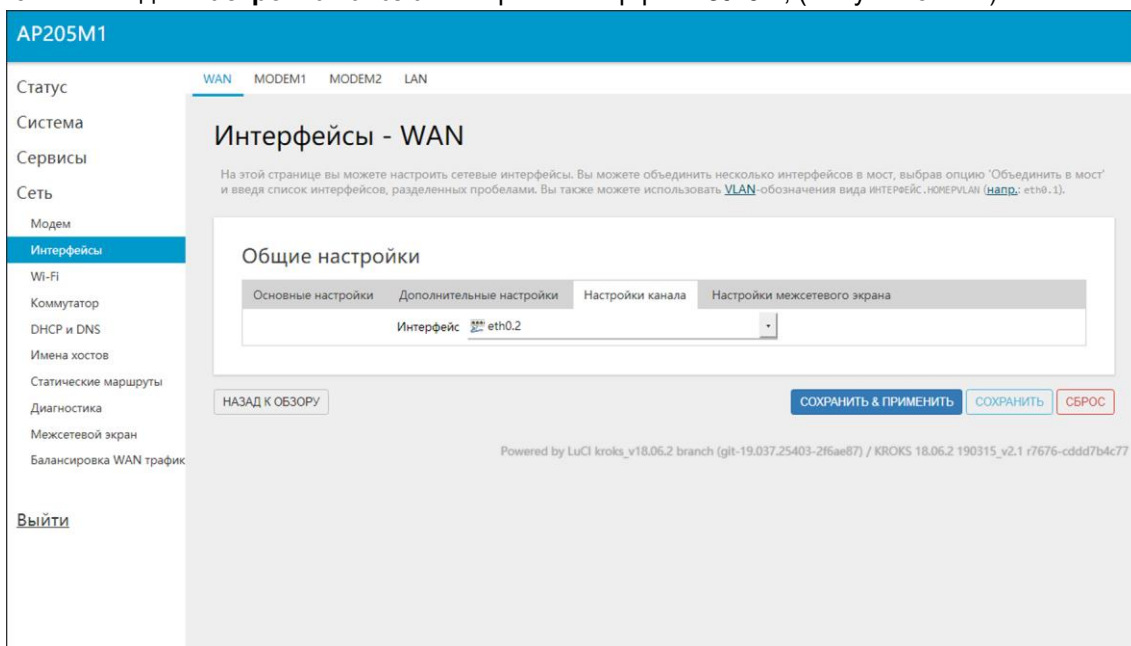 AP205M1
WAN MODEM1 MODEM2 LAN
Статус
Система
Сервисы
Сеть
Модем
Интерфейсы
Wi-Fi
Коммутатор
DHCP и DNS
Имена хостов
Статические маршруты
Диагностика
Межсетевой экран
Балансировка WAN трафик
Выйти
Интерфейсы - WAN
На этой странице вы можете настроить сетевые интерфейсы. Вы можете объединить несколько интерфейсов в мост, выбрав опцию 'Объединить в мост'
и введя список интерфейсов, разделенных пробелами. Вы также можете использовать VLAN-обозначения вида ИНТЕРФЕЙС.НОМЕРVLAN (напр.: eth0.1).
Общие настройки
Основные настройки Дополнительные настройки Настройки канала Настройки межсетевого экрана
Интерфейс eth0.2
НАЗАД К ОБЗОРУ СОХРАНИТЬ & ПРИМЕНИТЬ СОХРАНИТЬ СБРОС
Powered by LuCI kroks_v18.06.2 branch (git-19.037.25403-2f6ae87) / KROKS 18.06.2 190315_v2.1 r7676-cddd7b4c77